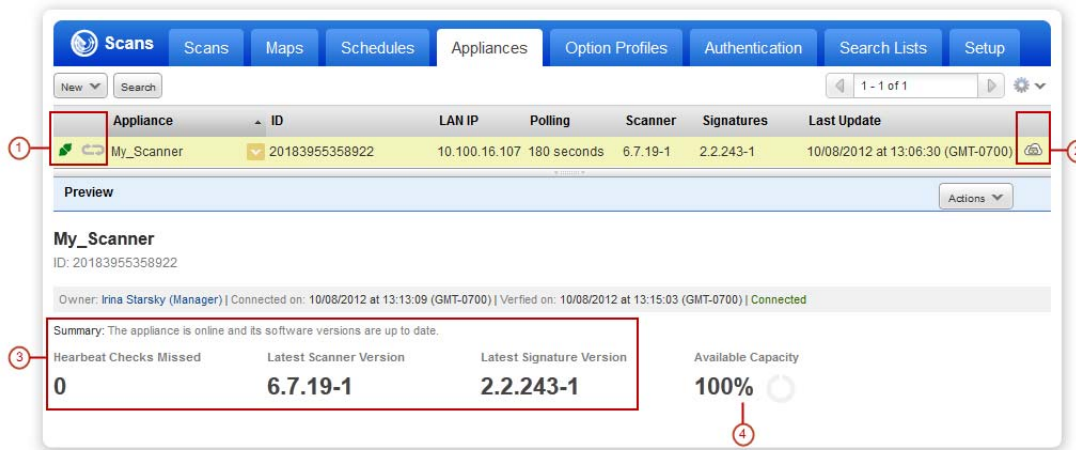 Scans Scans Maps Schedules Appliances Option Profiles Authentication Search Lists Setup
New Search 1 - 1 of 1
Appliance ID LAN IP Polling Scanner Signatures Last Update
1 My_Scanner 20183955358922 10.100.16.107 180 seconds 6.7.19-1 2.2.243-1 10/08/2012 at 13:06:30 (GMT-0700)
Preview Actions
My_Scanner
ID: 20183955358922
Owner: Irina Starsky (Manager) | Connected on: 10/08/2012 at 13:13:09 (GMT-0700) | Verfied on: 10/08/2012 at 13:15:03 (GMT-0700) | Connected
Summary: The appliance is online and its software versions are up to date.
3 Hearbeat Checks Missed Latest Scanner Version Latest Signature Version Available Capacity
0 6.7.19-1 2.2.243-1 100%
4